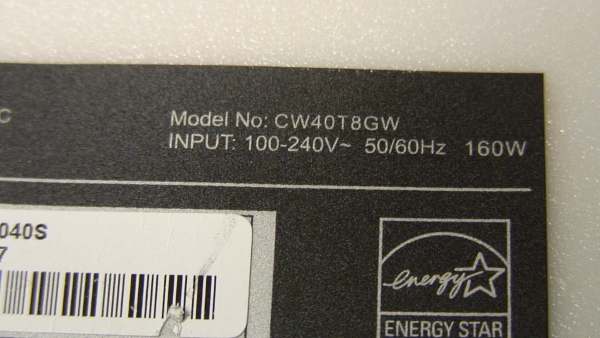 C
Model No: CW40T8GW
INPUT: 100-240V~ 50/60Hz 160W
040S
7
energy
ENERGY STAR